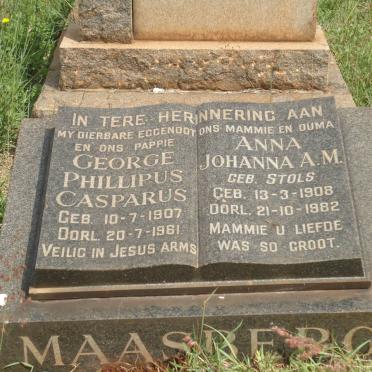 IN TERE HERINNERING AAN
MY DIERBARE EGGENOOT
EN ONS PAPPIE
GEORGE
PHILLIPUS
CASPARUS
GEB. 10-7-1907
OORL. 20-7-1961
VEILIG IN JESUS ARMS
ONS MAMMIE EN OUMA
ANNA
JOHANNA A.M.
GEB. STOLS
GEB. 13-3-1908
OORL. 21-10-1982
MAMMIE U LIEFDE
WAS SO GROOT.
MAASBERG